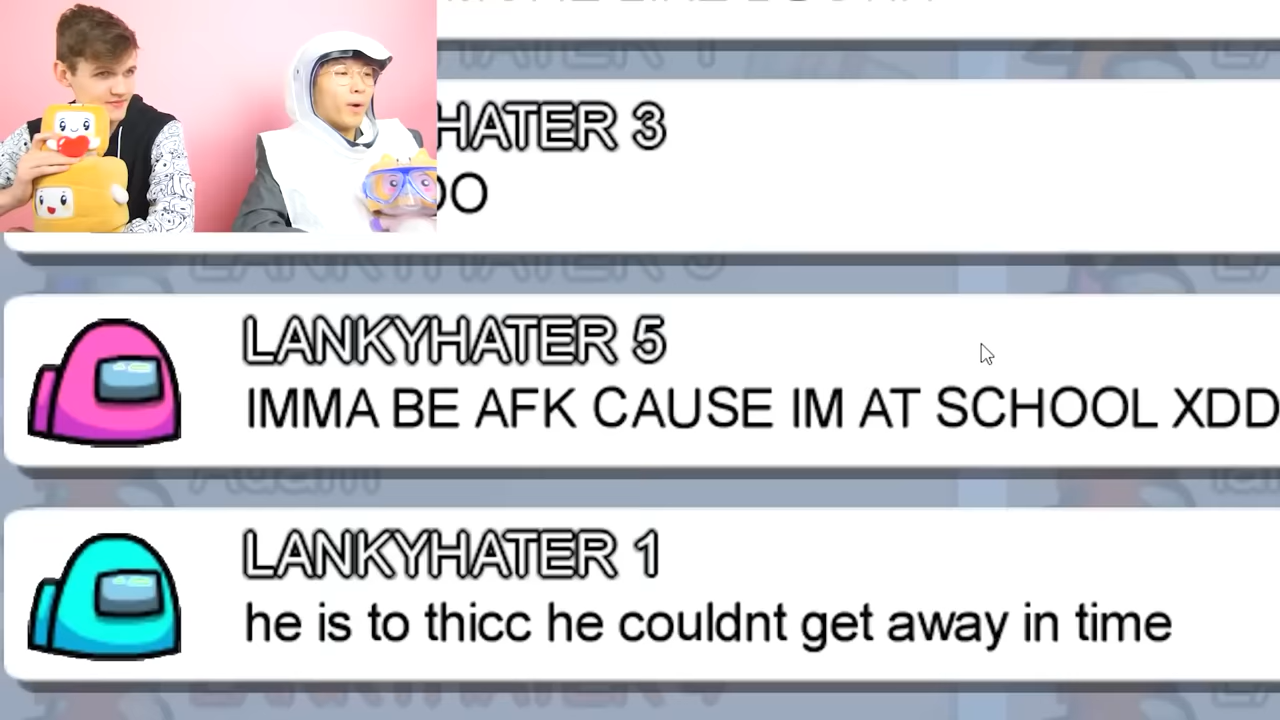 HATER 3
LANKYHATER 5
IMMA BE AFK CAUSE IM AT SCHOOL XDD
LANKYHATER 1
he is to thicc he couldnt get away in time